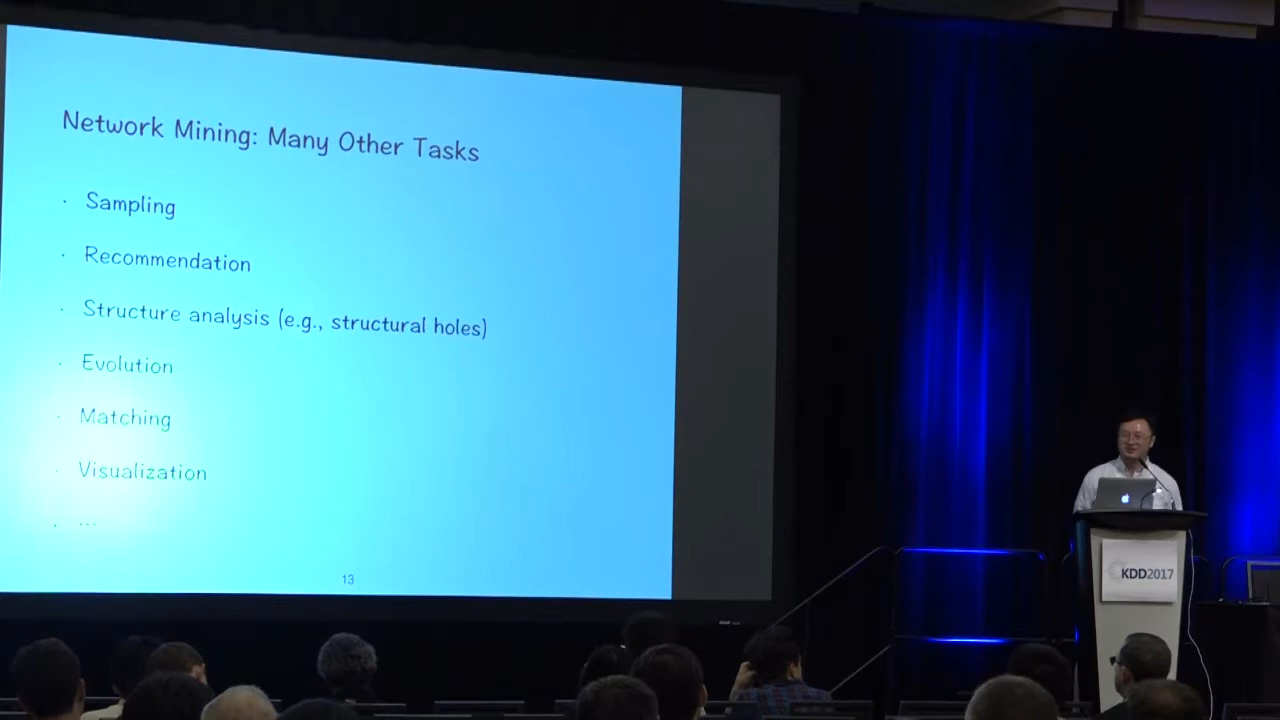 Network Mining: Many Other Tasks
· Sampling
· Recommendation
· Structure analysis (e.g., structural holes)
· Evolution
· Matching
· Visualization
· ...
13
KDD2017